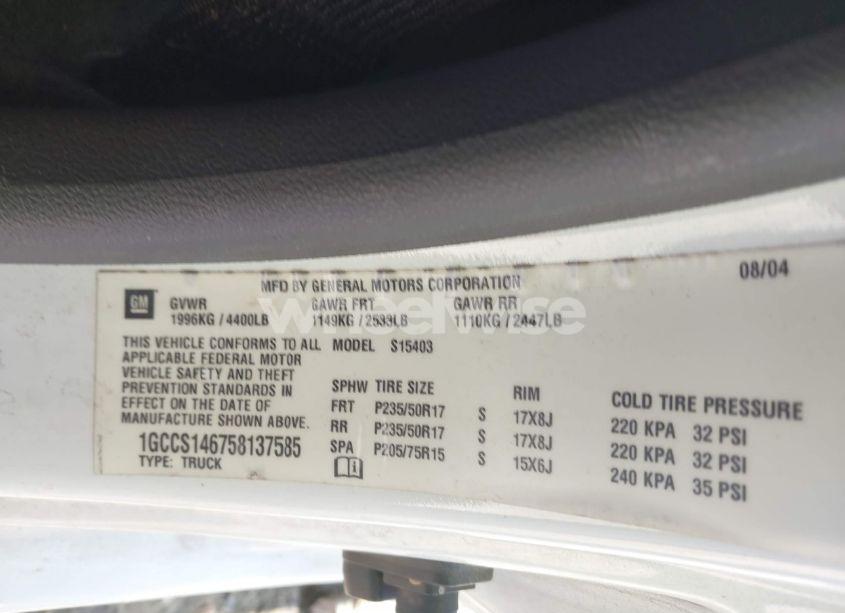 MFD BY GENERAL MOTORS CORPORATION 08/04
GM GVWR GAWR FRT GAWR RR
1996KG / 4400LB 1149KG / 2533LB 1110KG / 2447LB
THIS VEHICLE CONFORMS TO ALL MODEL S15403
APPLICABLE FEDERAL MOTOR
VEHICLE SAFETY AND THEFT
PREVENTION STANDARDS IN
EFFECT ON THE DATE OF
MANUFACTURE SHOWN ABOVE.
1GCCS146758137585
TYPE: TRUCK
SPHW TIRE SIZE RIM COLD TIRE PRESSURE
FRT P235/50R17 S 17X8J 220 KPA 32 PSI
RR P235/50R17 S 17X8J 220 KPA 32 PSI
SPA P205/75R15 S 15X6J 240 KPA 35 PSI
wheelwise